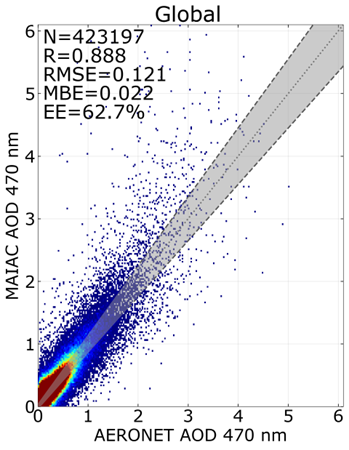 Global
N=423197
R=0.888
RMSE=0.121
MBE=0.022
EE=62.7%
6
5
4
3
2
1
0
MAIAC AOD 470 nm
0 1 2 3 4 5 6
AERONET AOD 470 nm